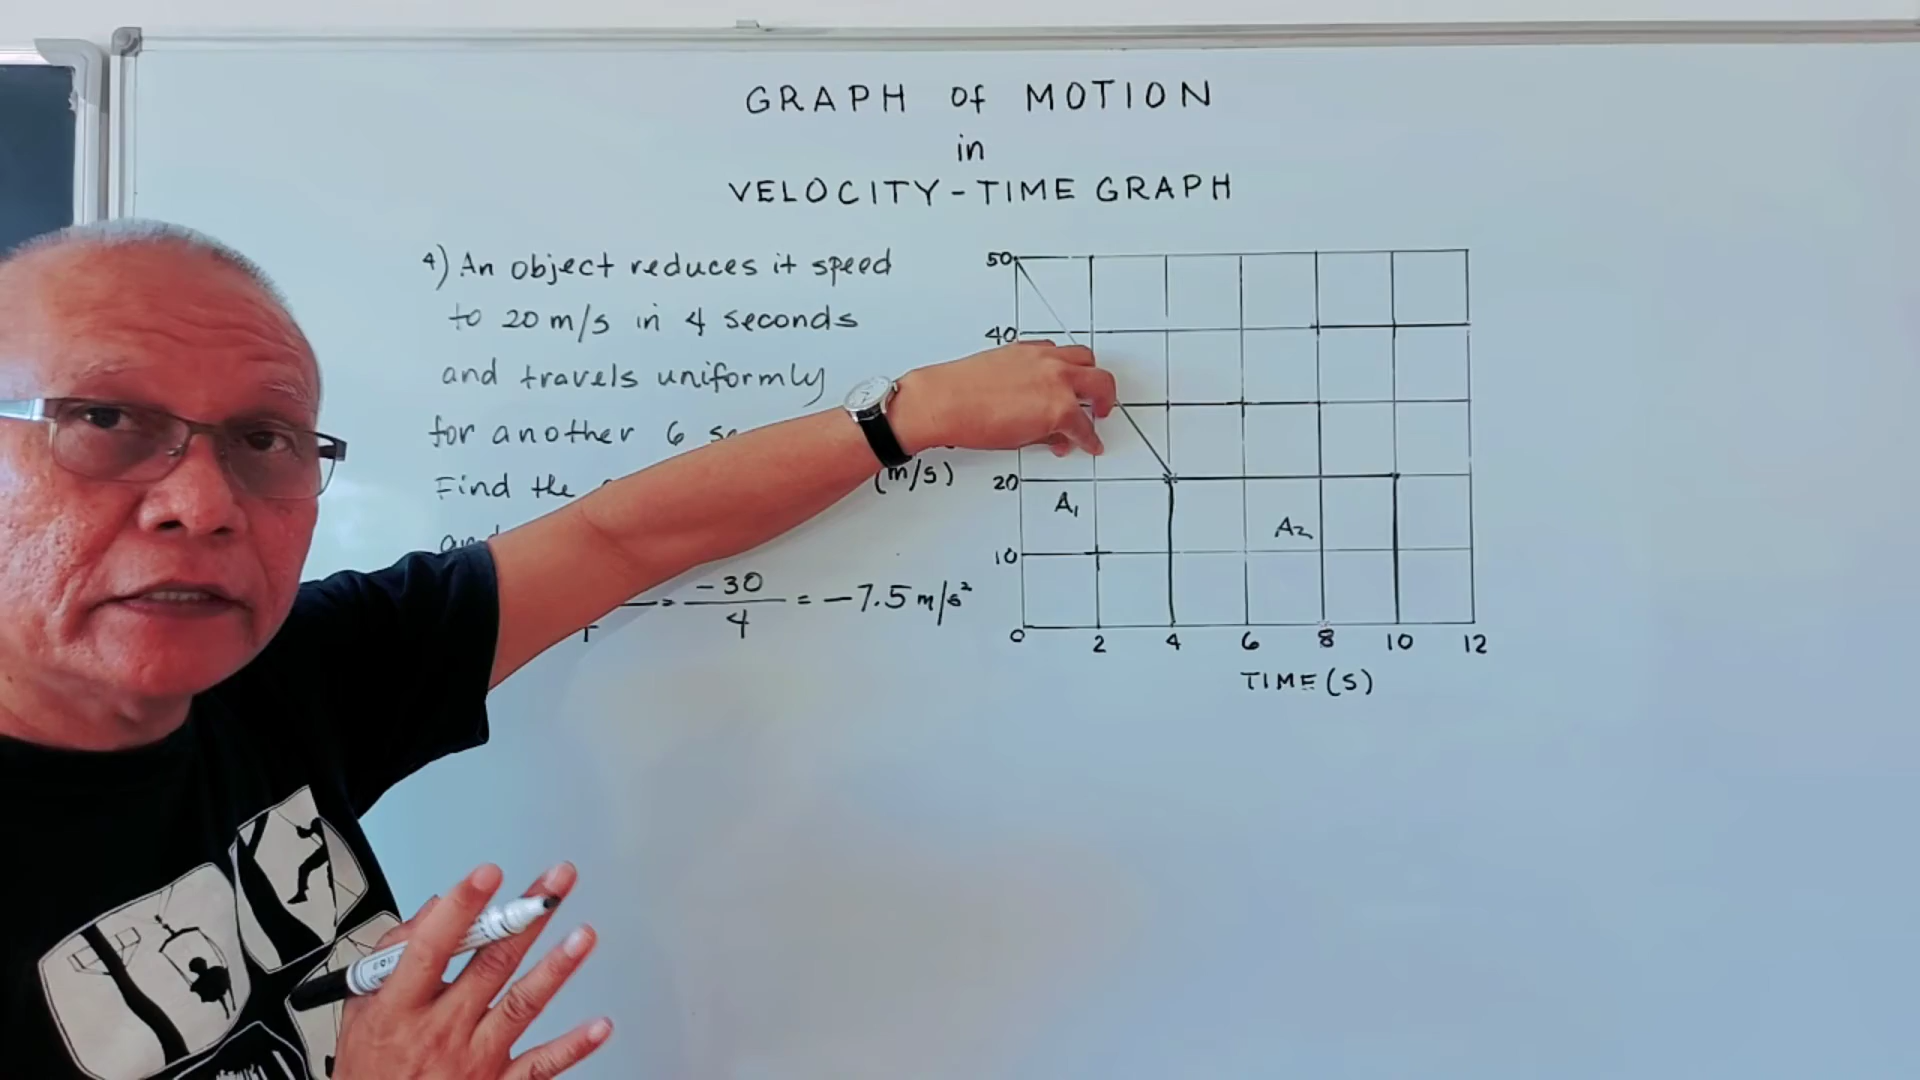 GRAPH of MOTION
in
VELOCITY-TIME GRAPH
4) An object reduces it speed
to 20 m/s in 4 seconds
and travels uniformly
for another 6
Find the
and
-30
4
= -7.5 m/s²
50
40
(m/s)
20
10
0 2 4 6 8 10 12
TIME (S)
A₁
A₂